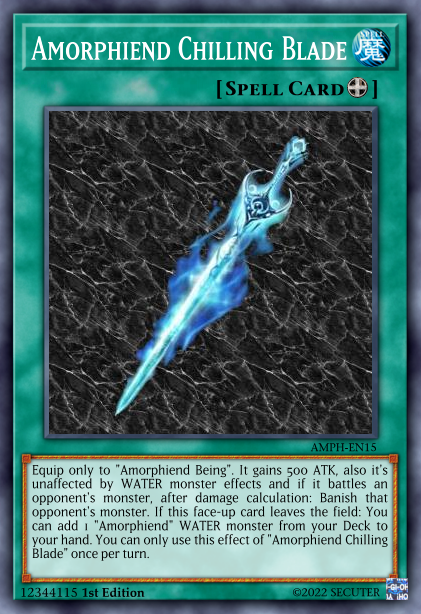 AMORPHIEND CHILLING BLADE 魔
[SPELL CARD]
AMPH-EN15
Equip only to "Amorphiend Being". It gains 500 ATK, also it's
unaffected by WATER monster effects and if it battles an
opponent's monster, after damage calculation: Banish that
opponent's monster. If this face-up card leaves the field: You
can add 1 "Amorphiend" WATER monster from your Deck to
your hand. You can only use this effect of "Amorphiend Chilling
Blade" once per turn.
12344115 1st Edition ©2022 SECUTER